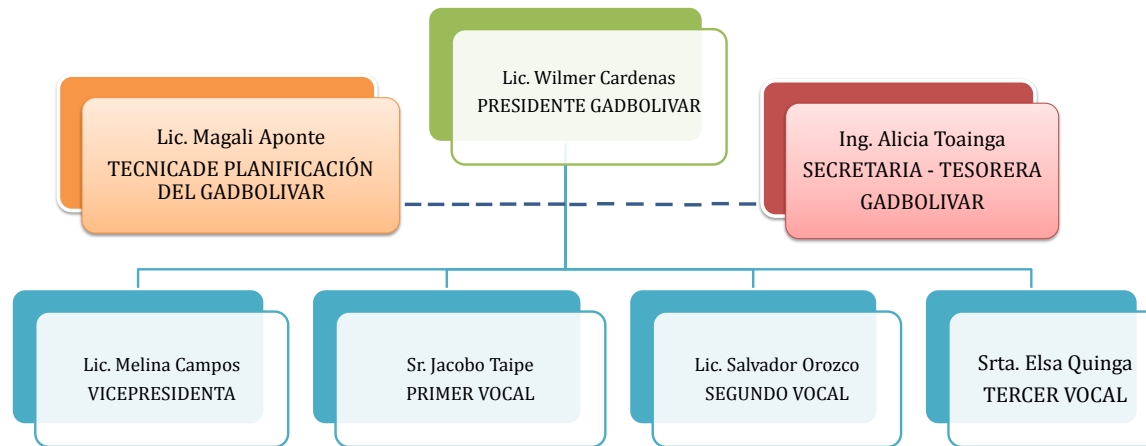 Lic. Wilmer Cardenas
PRESIDENTE GADBOLIVAR
Lic. Magali Aponte
TECNICADE PLANIFICACIÓN
DEL GADBOLIVAR
Ing. Alicia Toainga
SECRETARIA - TESORERA
GADBOLIVAR
Lic. Melina Campos
VICEPRESIDENTA
Sr. Jacobo Taipe
PRIMER VOCAL
Lic. Salvador Orozco
SEGUNDO VOCAL
Srta. Elsa Quinga
TERCER VOCAL